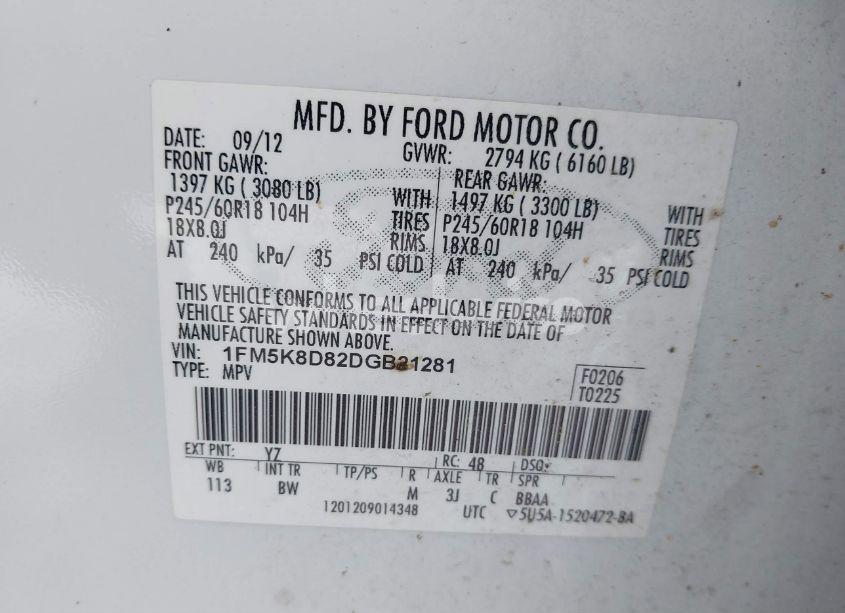 MFD. BY FORD MOTOR CO.
DATE: 09/12 GVWR: 2794 KG ( 6160 LB)
FRONT GAWR: REAR GAWR:
1397 KG ( 3080 LB) WITH 1497 KG ( 3300 LB) WITH
P245/60R18 104H TIRES P245/60R18 104H TIRES
18X8.0J RIMS 18X8.0J RIMS
AT 240 kPa/ 35 PSI COLD AT 240 kPa/ 35 PSI COLD
THIS VEHICLE CONFORMS TO ALL APPLICABLE FEDERAL MOTOR
VEHICLE SAFETY STANDARDS IN EFFECT ON THE DATE OF
MANUFACTURE SHOWN ABOVE.
VIN: 1FM5K8D82DGB21281
TYPE: MPV F0206
T0225
EXT PNT: YZ RC: 48 DSO:
WB INT TR TP/PS R AXLE TR SPR
113 BW M 3J C BBAA
1201209014348 UTC ▽5U5A-1520472-BA